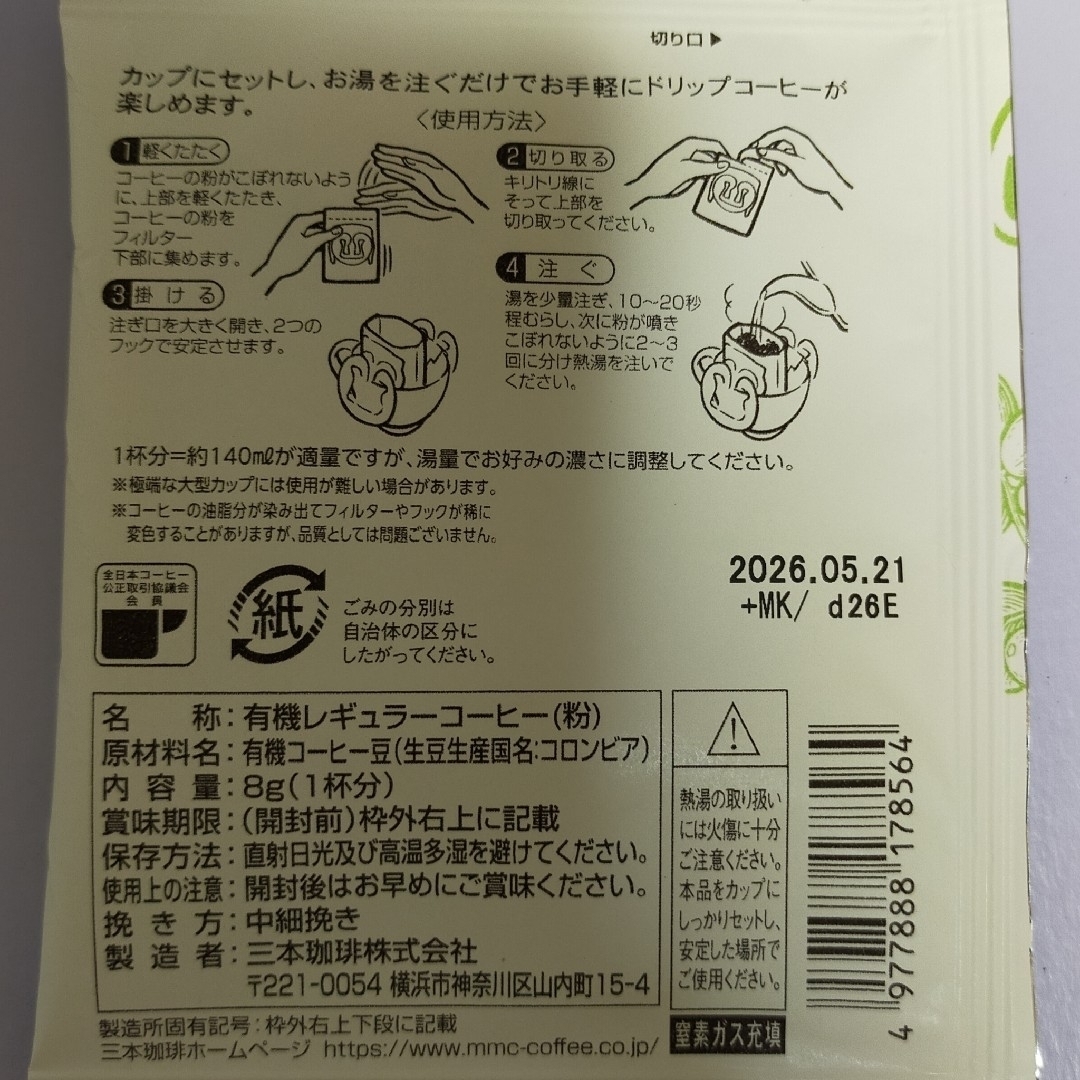 切り口▶
カップにセットし、お湯を注ぐだけでお手軽にドリップコーヒーが
楽しめます。
〈使用方法〉
1 軽くたたく
コーヒーの粉がこぼれないよう
に、上部を軽くたたき、
コーヒーの粉を
フィルター
下部に集めます。
2 切り取る
キリトリ線に
そって上部を
切り取ってください。
3 掛ける
注ぎ口を大きく開き、2つの
フックで安定させます。
4 注ぐ
湯を少量注ぎ、10〜20秒
程むらし、次に粉が噴き
こぼれないように2〜3
回に分け熱湯を注いで
ください。
1杯分=約140mlが適量ですが、湯量でお好みの濃さに調整してください。
※極端な大型カップには使用が難しい場合があります。
※コーヒーの油脂分が染み出てフィルターやフックが稀に
変色することがありますが、品質としては問題ございません。
全日本コーヒー
公正取引協議会
会員
紙
ごみの分別は
自治体の区分に
したがってください。
2026.05.21
+MK/ d26E
名称:有機レギュラーコーヒー(粉)
原材料名:有機コーヒー豆(生豆生産国名:コロンビア)
内容量:8g(1杯分)
賞味期限:(開封前)枠外右上に記載
保存方法:直射日光及び高温多湿を避けてください。
使用上の注意:開封後はお早めにご賞味ください。
挽き方:中細挽き
製造者:三本珈琲株式会社
〒221-0054 横浜市神奈川区山内町15-4
製造所固有記号:枠外右上下段に記載
三本珈琲ホームページ https://www.mmc-coffee.co.jp/
熱湯の取り扱い
には火傷に十分
ご注意ください。
本品をカップに
しっかりセットし、
安定した場所で
ご使用ください。
窒素ガス充填
4 977888 178564